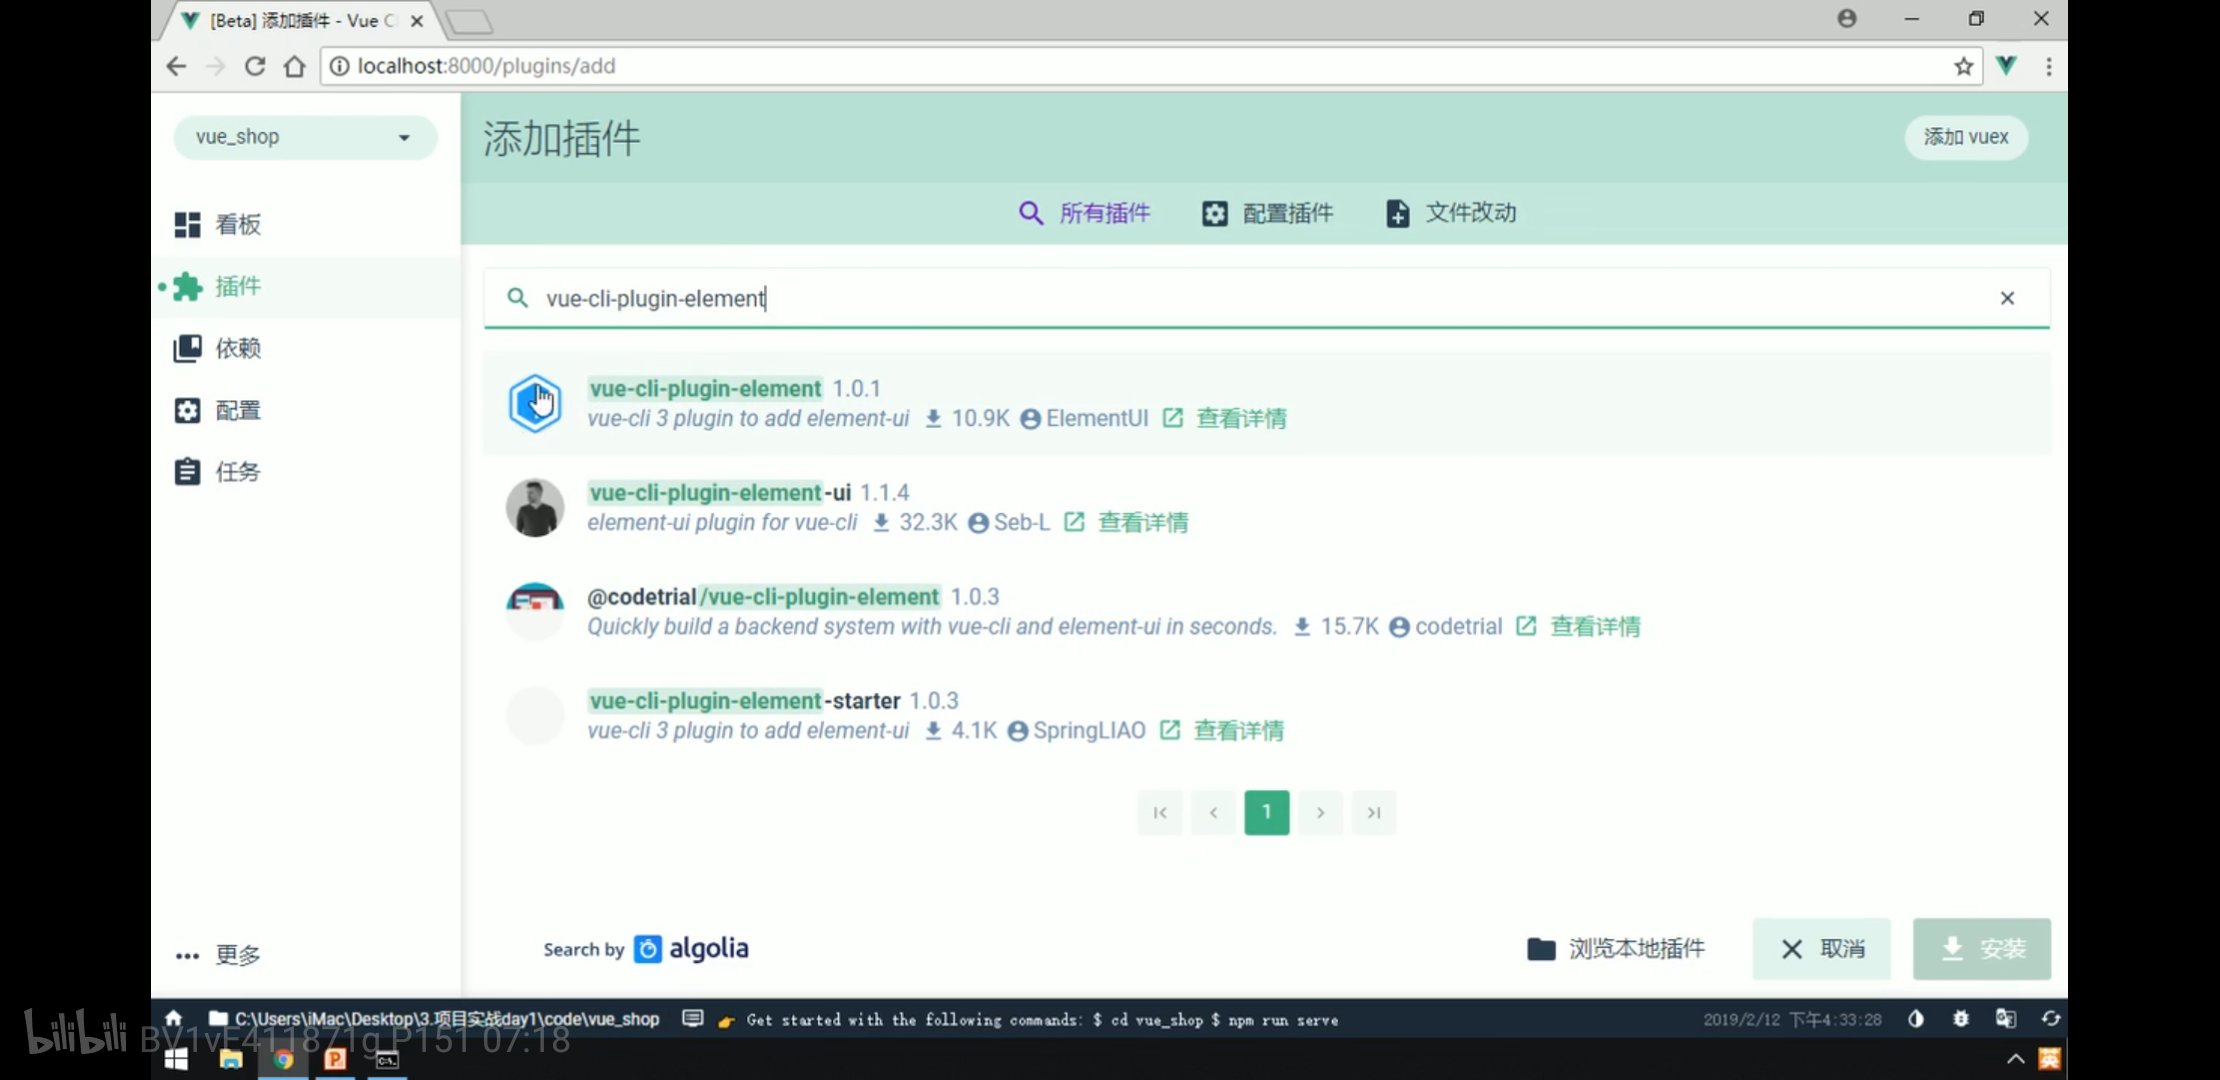 [Beta] 添加插件 - Vue C
localhost:8000/plugins/add
vue_shop
添加插件
添加 vuex
看板
插件
依赖
配置
任务
所有插件
配置插件
文件改动
vue-cli-plugin-element
vue-cli-plugin-element 1.0.1
vue-cli 3 plugin to add element-ui 10.9K ElementUI 查看详情
vue-cli-plugin-element-ui 1.1.4
element-ui plugin for vue-cli 32.3K Seb-L 查看详情
@codetrial/vue-cli-plugin-element 1.0.3
Quickly build a backend system with vue-cli and element-ui in seconds. 15.7K codetrial 查看详情
vue-cli-plugin-element-starter 1.0.3
vue-cli 3 plugin to add element-ui 4.1K SpringLIAO 查看详情
1
更多
Search by algolia
浏览本地插件
取消
安装
C:\Users\iMac\Desktop\3.项目实战day1\code\vue_shop
Get started with the following commands: $ cd vue_shop $ npm run serve
2019/2/12 下午4:33:28
bilibili BV1vE411871g P151 07:18
英